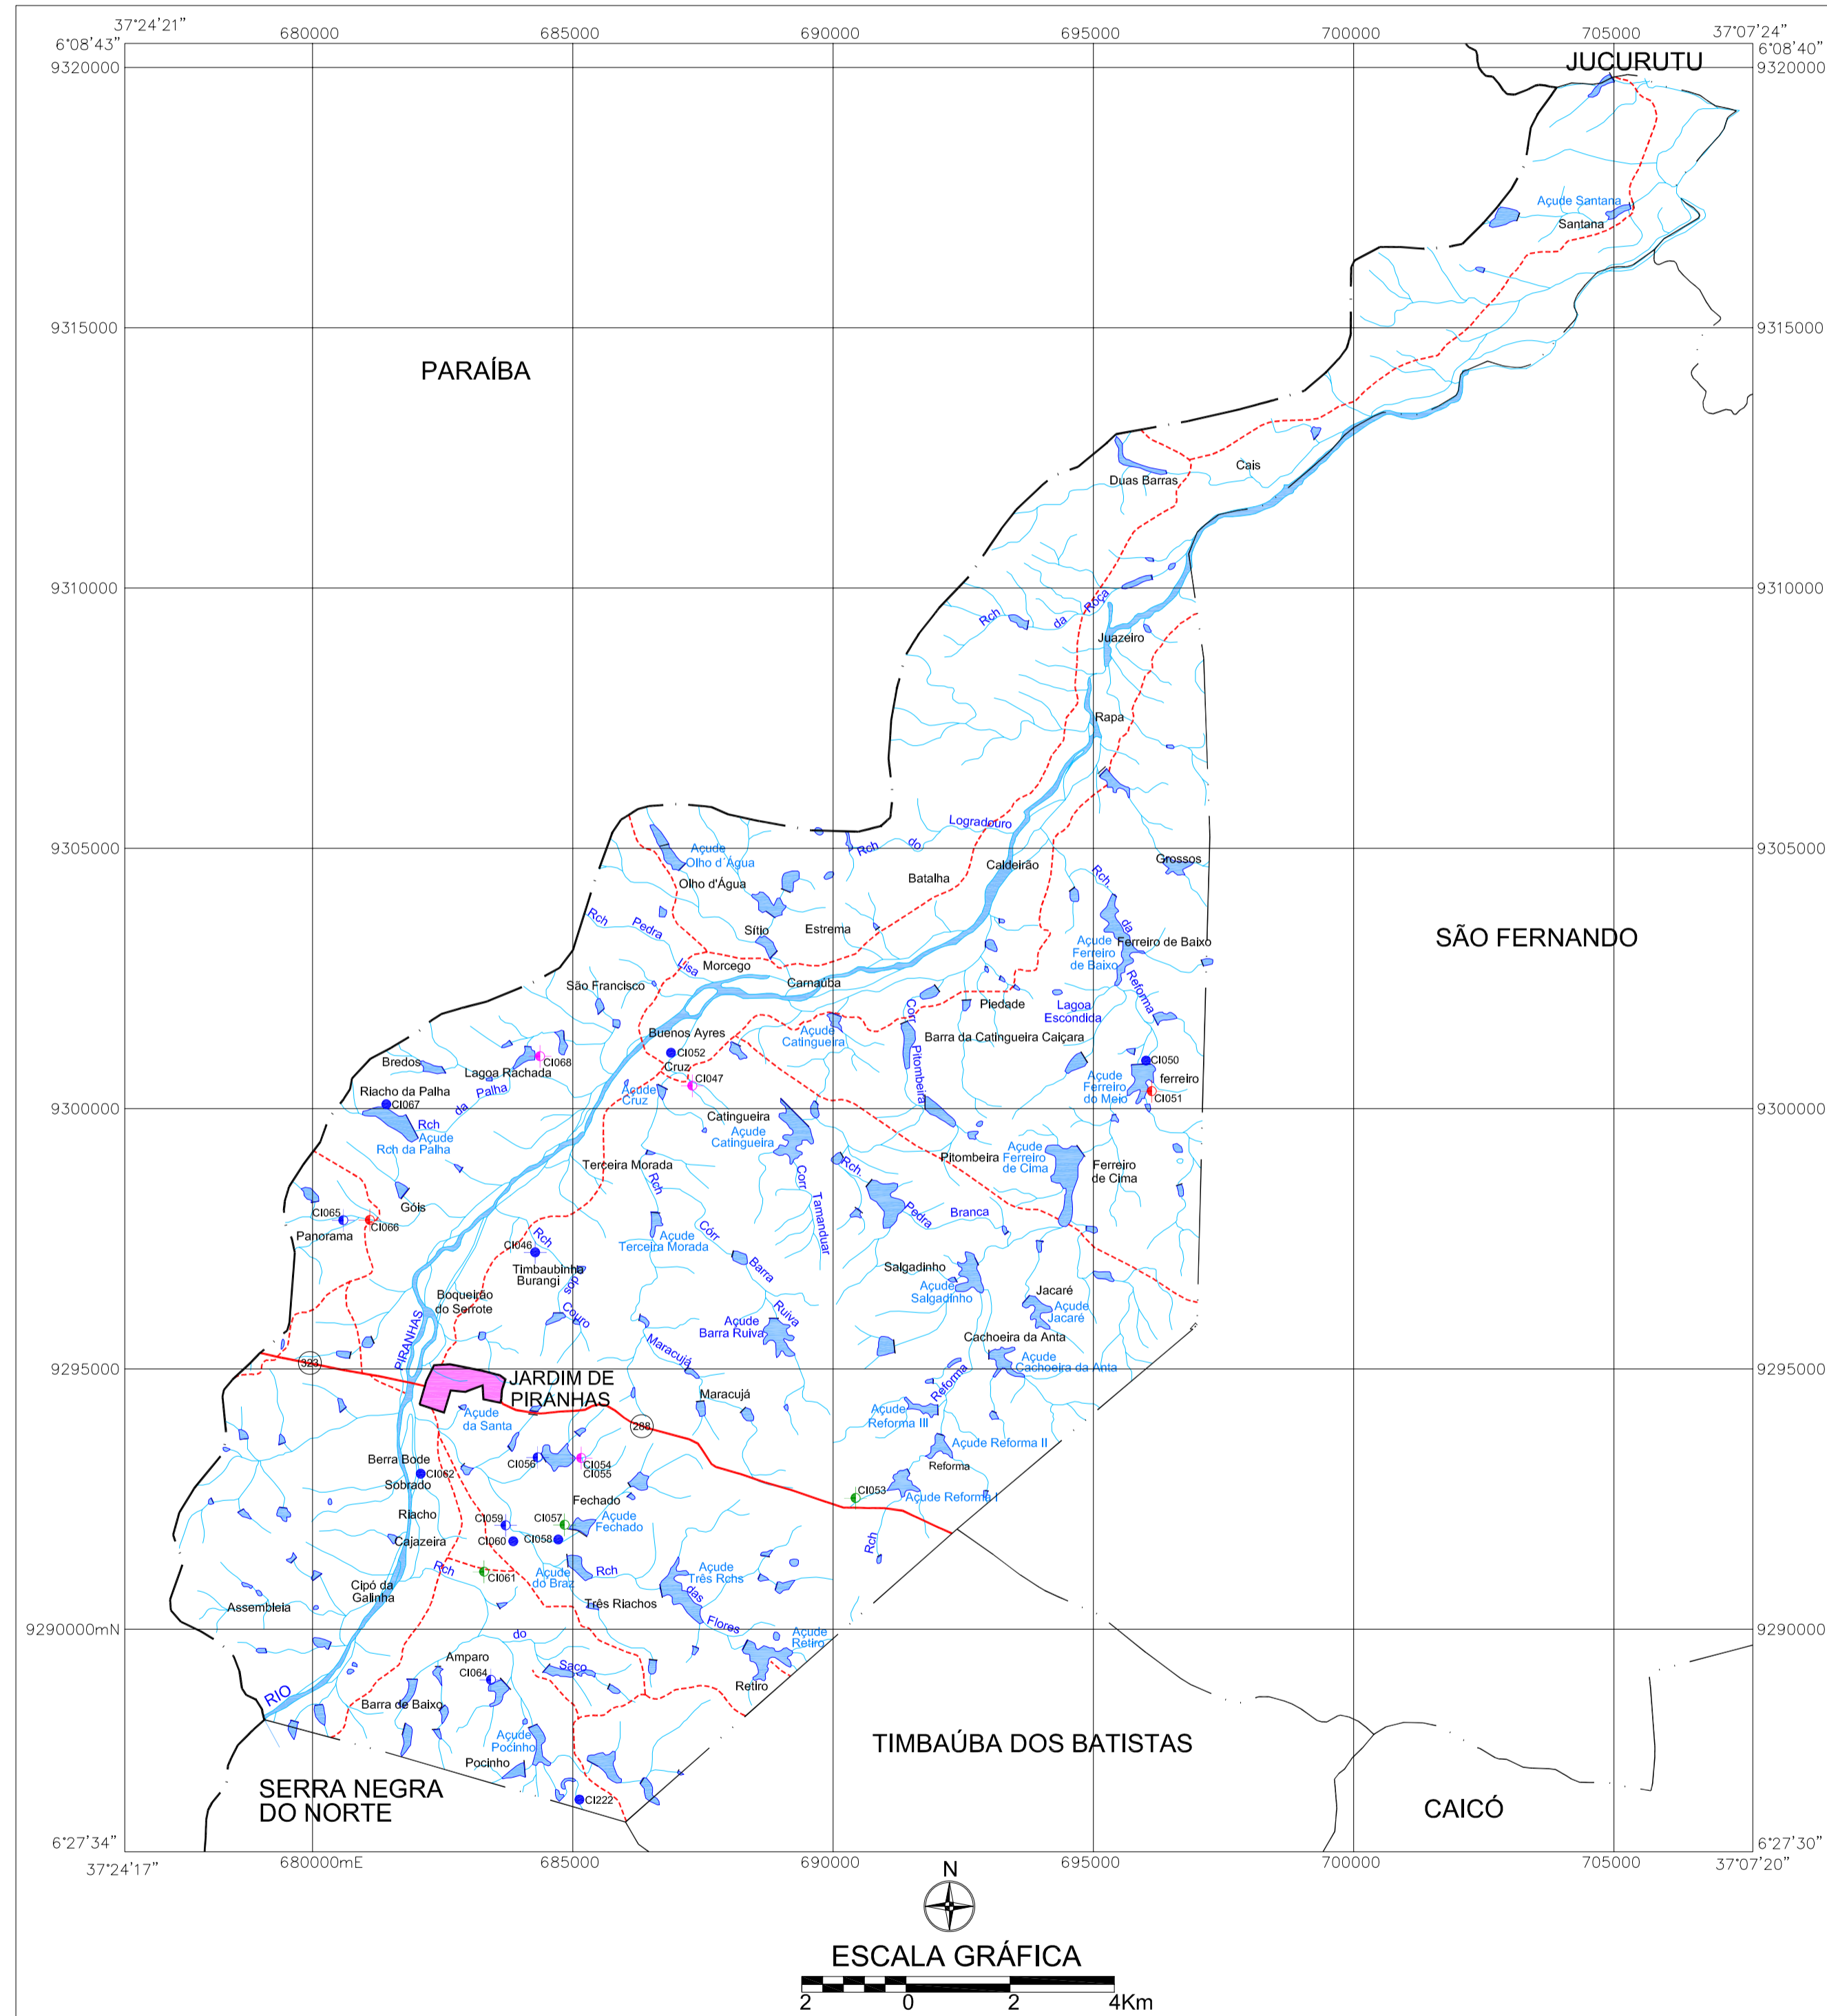 37°24'21"
680000
685000
690000
695000
700000
705000
37°07'24"
6°08'43"
6°08'40"
9320000
9320000
JUCURUTU
Açude Santana
Santana
9315000
9315000
PARAÍBA
Cais
Duas Barras
9310000
9310000
Rch
da
Roça
Juazeiro
Rapa
Logradouro
Rch
do
9305000
9305000
Açude
Olho d'Água
Olho d'Água
Caldeirão
Batalha
Grossos
Rch.
da
Reforma
Rch
Pedra
Lisa
Sítio
Estrema
SÃO FERNANDO
Açude
Ferreiro
de Baixo
Ferreiro de Baixo
Morcego
São Francisco
Carnaúba
Piedade
Lagoa
Escondida
Corr
Pitombeira
Buenos Ayres
Açude
Catingueira
Barra da Catingueira Caiçara
CI052
Cruz
CI047
CI068
Bredos
Lagoa Rachada
CI050
ferreiro
CI051
Açude
Ferreiro
do Meio
Riacho da Palha
CI067
Rch
da
Palha
Açude
Cruz
9300000
9300000
Açude
Rch da Palha
Catingueira
Açude
Catingueira
Terceira Morada
Pitombeira
Açude
Ferreiro
de Cima
Ferreiro
de Cima
Rch
Corr
Tamanduar
Rch.
Pedra
Branca
Góis
CI065
CI066
Panorama
Açude
Terceira Morada
Córr
Barra
Ruiva
CI046
Rch
Timbaubinha
Burangi
sop
Couro
Salgadinho
Açude
Salgadinho
Boqueirão
do Serrote
Jacaré
Açude
Jacaré
PIRANHAS
Açude
Barra Ruiva
Maracujá
Cachoeira da Anta
Açude
Cachoeira da Anta
323
9295000
9295000
JARDIM DE
PIRANHAS
Maracujá
Reforma
Açude
da Santa
288
Açude
Reforma III
Açude Reforma II
Reforma
Berra Bode
CI062
Sobrado
CI056
CI054
CI055
Fechado
CI053
Açude Reforma I
Rch
Riacho
Cajazeira
CI059
CI057
CI060
CI058
Açude
Fechado
Rch
CI061
Açude
do Braz
Rch
das
Flores
Açude
Três Rchs
Cipó da
Galinha
Assembleia
Três Riachos
9290000mN
9290000
do
Açude
Retiro
Amparo
CI064
Saco
Retiro
RIO
Barra de Baixo
Açude
Pocinho
Pocinho
TIMBAÚBA DOS BATISTAS
SERRA NEGRA
DO NORTE
CI222
CAICÓ
6°27'34"
6°27'30"
37°24'17"
680000mE
685000
690000
695000
700000
705000
37°07'20"
N
ESCALA GRÁFICA
2
0
2
4Km